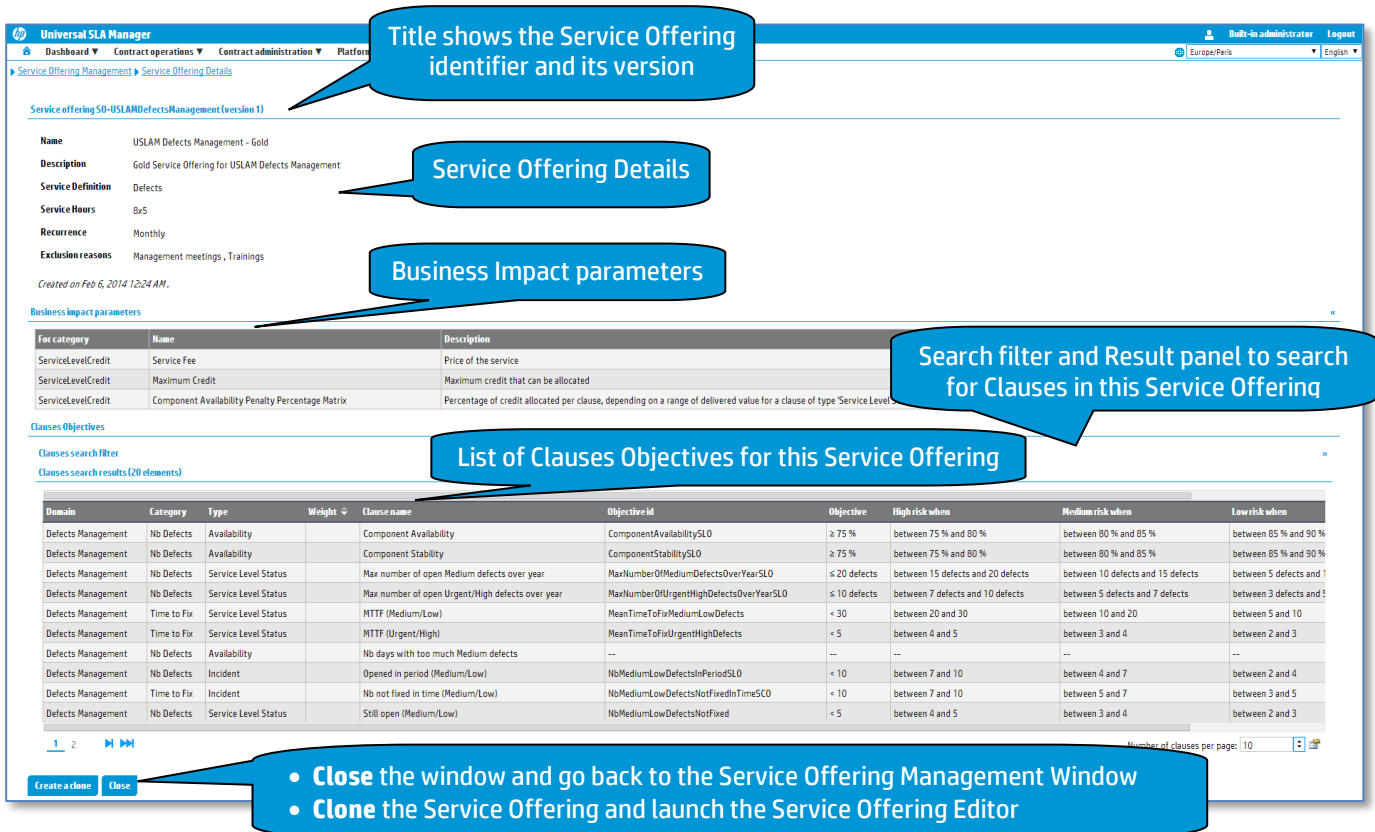 hp Universal SLA Manager
Built-in administrator Logout
Dashboard ▼ Contract operations ▼ Contract administration ▼
Europe/Paris ▼ English ▼
Service Offering Management Service Offering Details
Title shows the Service Offering
identifier and its version
Service offering SO-USLAMDefectsManagement (version 1)
Name USLAM Defects Management - Gold
Description Gold Service Offering for USLAM Defects Management
Service Definition Defects
Service Hours 8x5
Recurrence Monthly
Exclusion reasons Management meetings , Trainings
Created on Feb 6, 2014 12:24 AM .
Service Offering Details
Business Impact parameters
Business impact parameters «
For category Name Description
ServiceLevelCredit Service Fee Price of the service
ServiceLevelCredit Maximum Credit Maximum credit that can be allocated
ServiceLevelCredit Component Availability Penalty Percentage Matrix Percentage of credit allocated per clause, depending on a range of delivered value for a clause of type 'Service Level
Search filter and Result panel to search
for Clauses in this Service Offering
Clauses Objectives
Clauses search filter »
Clauses search results (20 elements)
List of Clauses Objectives for this Service Offering
Domain Category Type Weight Clause name Objective id Objective High risk when Medium risk when Low risk when
Defects Management Nb Defects Availability Component Availability ComponentAvailabilitySLO ≥ 75 % between 75 % and 80 % between 80 % and 85 % between 85 % and 90 %
Defects Management Nb Defects Availability Component Stability ComponentStabilitySLO ≥ 75 % between 75 % and 80 % between 80 % and 85 % between 85 % and 90 %
Defects Management Nb Defects Service Level Status Max number of open Medium defects over year MaxNumberOfMediumDefectsOverYearSLO ≤ 20 defects between 15 defects and 20 defects between 10 defects and 15 defects between 5 defects and
Defects Management Nb Defects Service Level Status Max number of open Urgent/High defects over year MaxNumberOfUrgentHighDefectsOverYearSLO ≤ 10 defects between 7 defects and 10 defects between 5 defects and 7 defects between 3 defects and
Defects Management Time to Fix Service Level Status MTTF (Medium/Low) MeanTimeToFixMediumLowDefects < 30 between 20 and 30 between 10 and 20 between 5 and 10
Defects Management Time to Fix Service Level Status MTTF (Urgent/High) MeanTimeToFixUrgentHighDefects < 5 between 4 and 5 between 3 and 4 between 2 and 3
Defects Management Nb Defects Availability Nb days with too much Medium defects -- -- -- -- --
Defects Management Nb Defects Incident Opened in period (Medium/Low) NbMediumLowDefectsInPeriodSLO < 10 between 7 and 10 between 4 and 7 between 2 and 4
Defects Management Time to Fix Incident Nb not fixed in time (Medium/Low) NbMediumLowDefectsNotFixedInTimeSCO < 10 between 7 and 10 between 5 and 7 between 3 and 5
Defects Management Nb Defects Service Level Status Still open (Medium/Low) NbMediumLowDefectsNotFixed < 5 between 4 and 5 between 3 and 4 between 2 and 3
1 2
Number of clauses per page: 10
Create a clone Close
• Close the window and go back to the Service Offering Management Window
• Clone the Service Offering and launch the Service Offering Editor